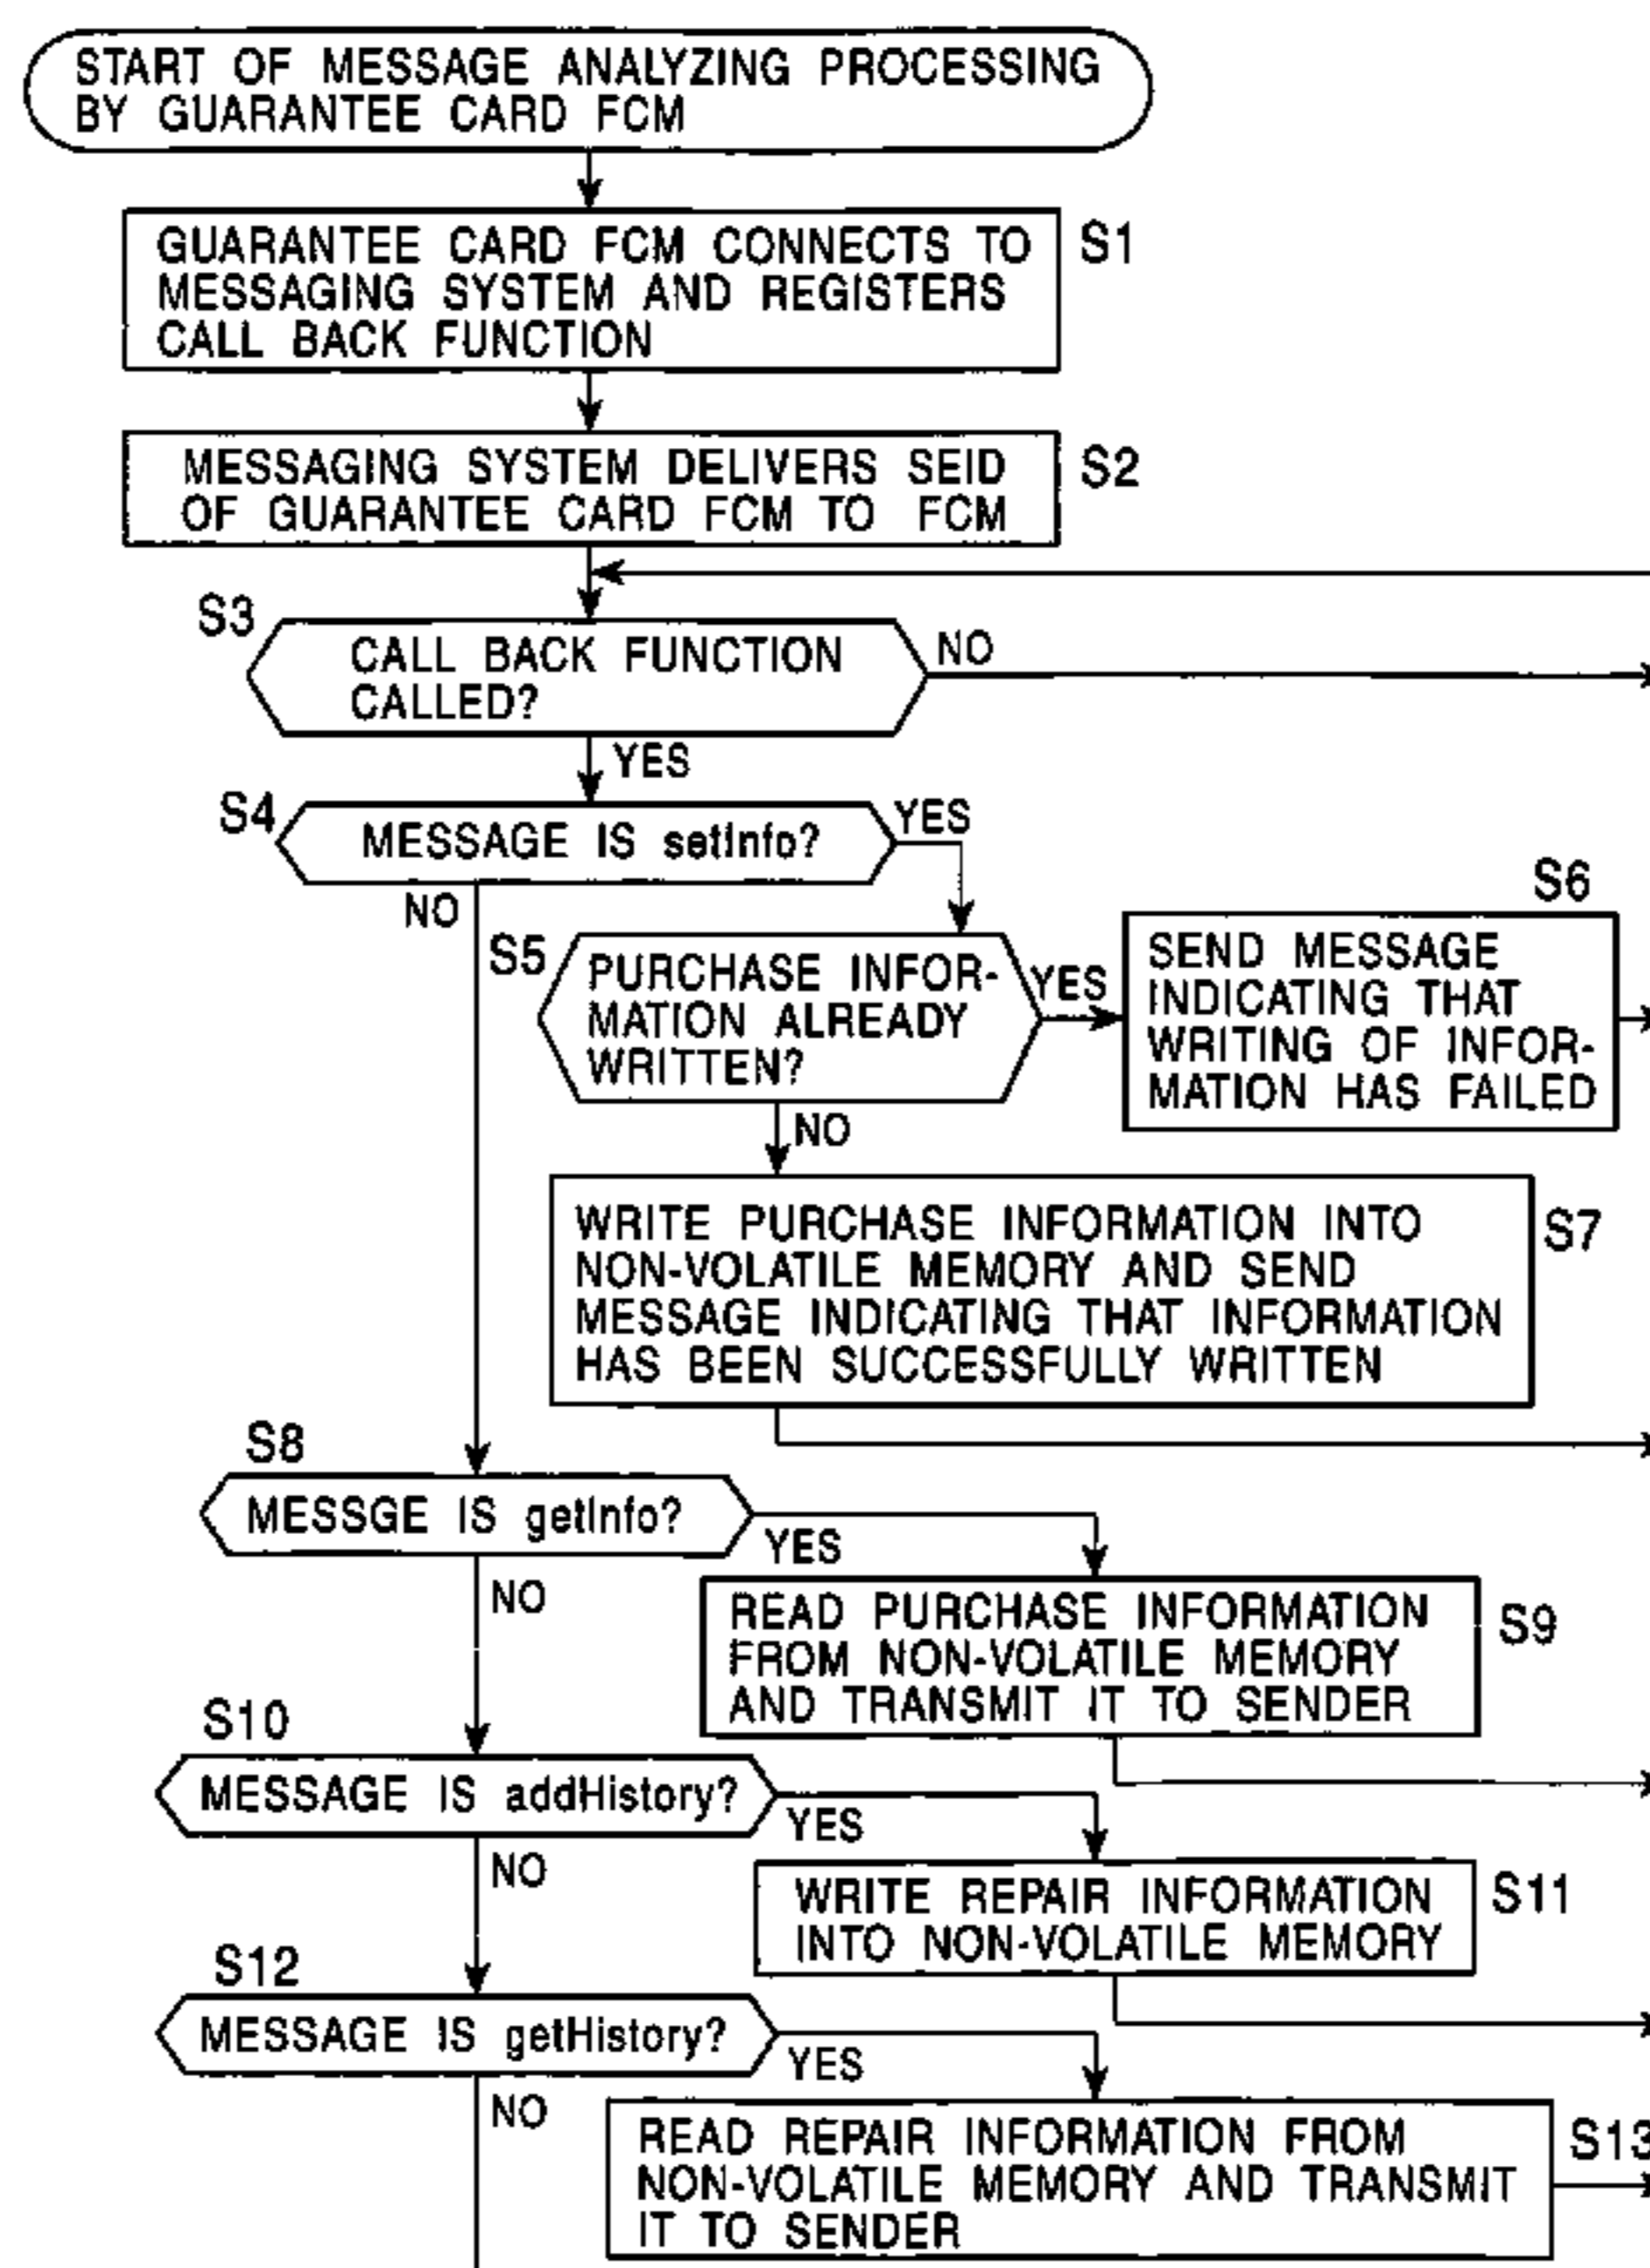 START OF MESSAGE ANALYZING PROCESSING
BY GUARANTEE CARD FCM
GUARANTEE CARD FCM CONNECTS TO
MESSAGING SYSTEM AND REGISTERS
CALL BACK FUNCTION
S1
MESSAGING SYSTEM DELIVERS SEID
OF GUARANTEE CARD FCM TO FCM
S2
S3
CALL BACK FUNCTION
CALLED?
NO
YES
S4
MESSAGE IS setInfo?
YES
NO
S5
PURCHASE INFOR-
MATION ALREADY
WRITTEN?
YES
S6
SEND MESSAGE
INDICATING THAT
WRITING OF INFOR-
MATION HAS FAILED
NO
WRITE PURCHASE INFORMATION INTO
NON-VOLATILE MEMORY AND SEND
MESSAGE INDICATING THAT INFORMATION
HAS BEEN SUCCESSFULLY WRITTEN
S7
S8
MESSGE IS getInfo?
YES
NO
READ PURCHASE INFORMATION
FROM NON-VOLATILE MEMORY
AND TRANSMIT IT TO SENDER
S9
S10
MESSAGE IS addHistory?
YES
NO
WRITE REPAIR INFORMATION
INTO NON-VOLATILE MEMORY
S11
S12
MESSAGE IS getHistory?
YES
NO
READ REPAIR INFORMATION FROM
NON-VOLATILE MEMORY AND TRANSMIT
IT TO SENDER
S13